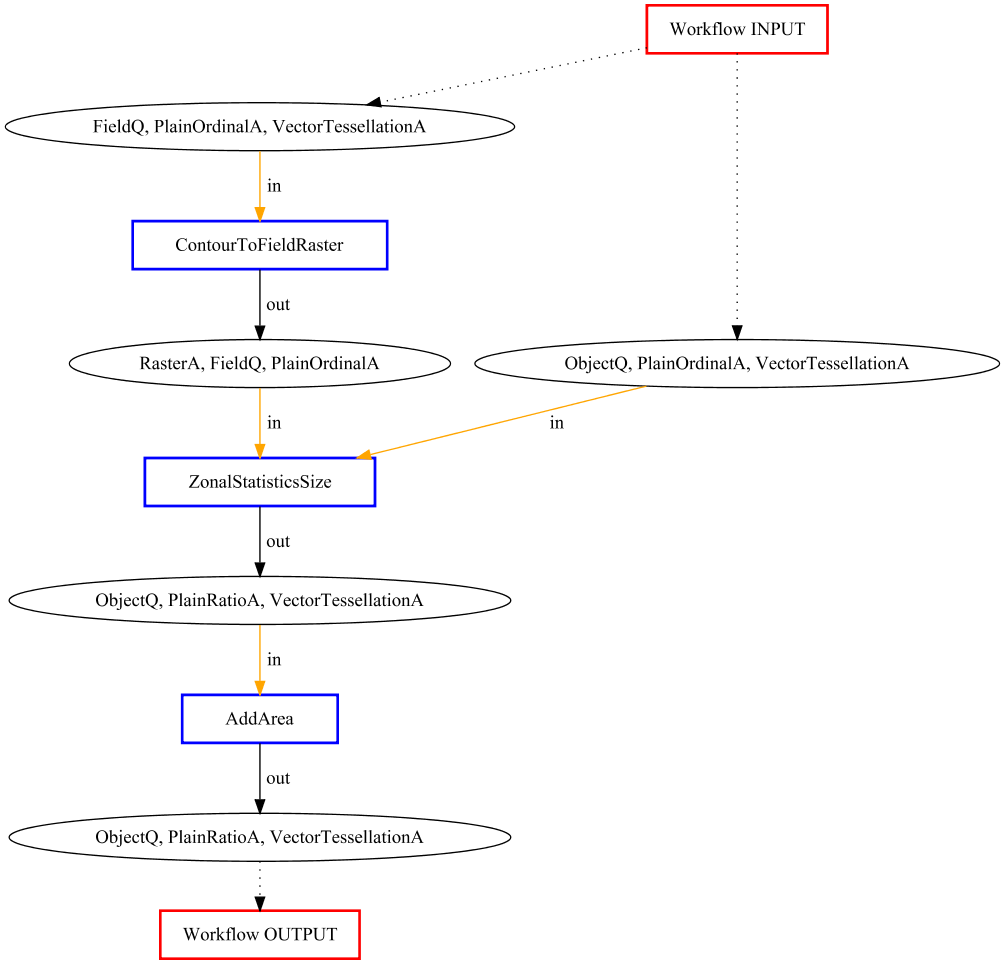 Workflow INPUT
FieldQ, PlainOrdinalA, VectorTessellationA
in
ContourToFieldRaster
out
RasterA, FieldQ, PlainOrdinalA
ObjectQ, PlainOrdinalA, VectorTessellationA
in
in
ZonalStatisticsSize
out
ObjectQ, PlainRatioA, VectorTessellationA
in
AddArea
out
ObjectQ, PlainRatioA, VectorTessellationA
Workflow OUTPUT